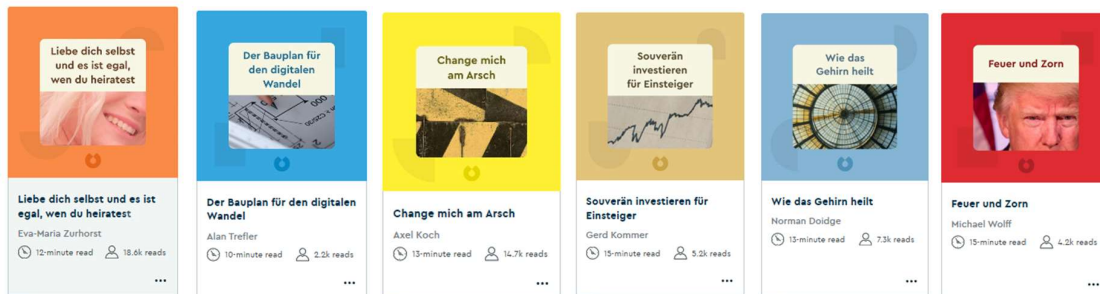 Liebe dich selbst
und es ist egal,
wen du heiratest
Liebe dich selbst und es ist
egal, wen du heiratest
Eva-Maria Zurhorst
12-minute read 18.6k reads
Der Bauplan für
den digitalen
Wandel
000
C2500
Der Bauplan für den digitalen
Wandel
Alan Trefler
10-minute read 2.2k reads
Change mich
am Arsch
Change mich am Arsch
Axel Koch
13-minute read 14.7k reads
Souverän
investieren
für Einsteiger
Souverän investieren für
Einsteiger
Gerd Kommer
15-minute read 5.2k reads
Wie das
Gehirn heilt
Wie das Gehirn heilt
Norman Doidge
13-minute read 7.3k reads
Feuer und Zorn
Feuer und Zorn
Michael Wolff
15-minute read 4.2k reads